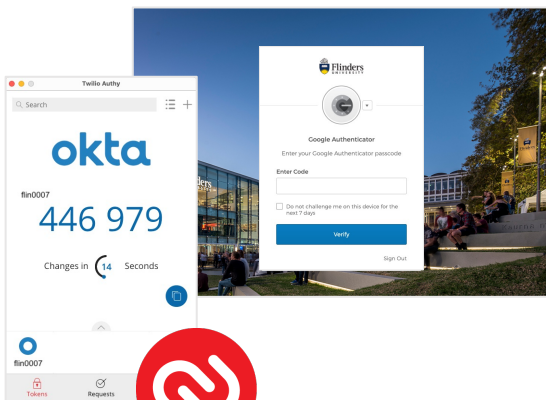 Twilio Authy
Search
okta
flin0007
446 979
Changes in 14 Seconds
flin0007
Tokens
Requests
Flinders
UNIVERSITY
Google Authenticator
Enter your Google Authenticator passcode
Enter Code
Do not challenge me on this device for the
next 7 days
Verify
Sign Out